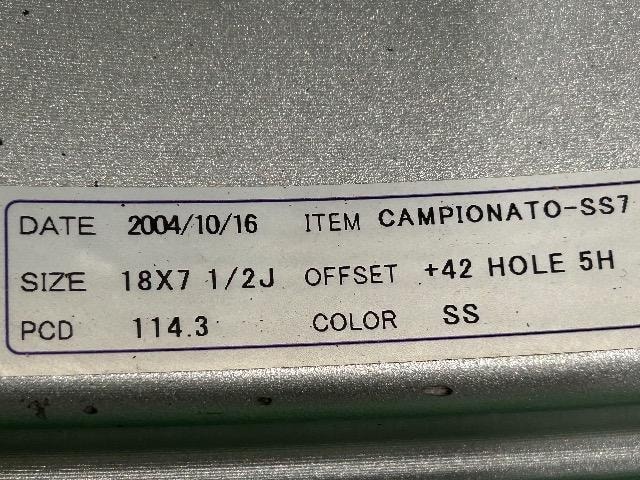 DATE 2004/10/16 ITEM CAMPIONATO-SS7
SIZE 18X7 1/2J OFFSET +42 HOLE 5H
PCD 114.3 COLOR SS